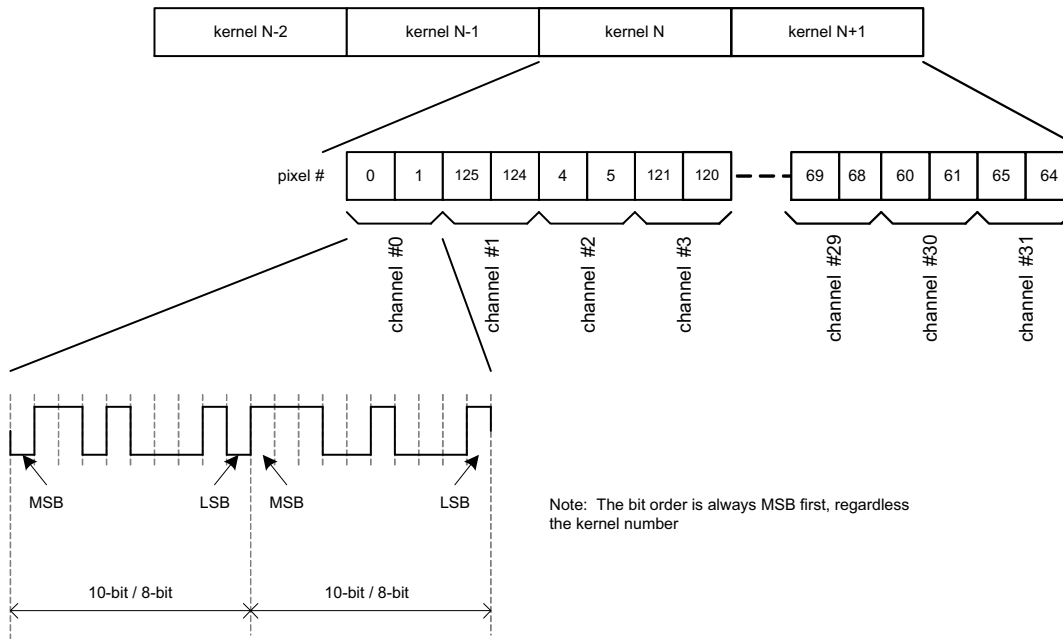 kernel N-2 kernel N-1 kernel N kernel N+1
pixel # 0 1 125 124 4 5 121 120 69 68 60 61 65 64
channel #0 channel #1 channel #2 channel #3 channel #29 channel #30 channel #31
MSB LSB MSB LSB
Note: The bit order is always MSB first, regardless
the kernel number
10-bit / 8-bit 10-bit / 8-bit